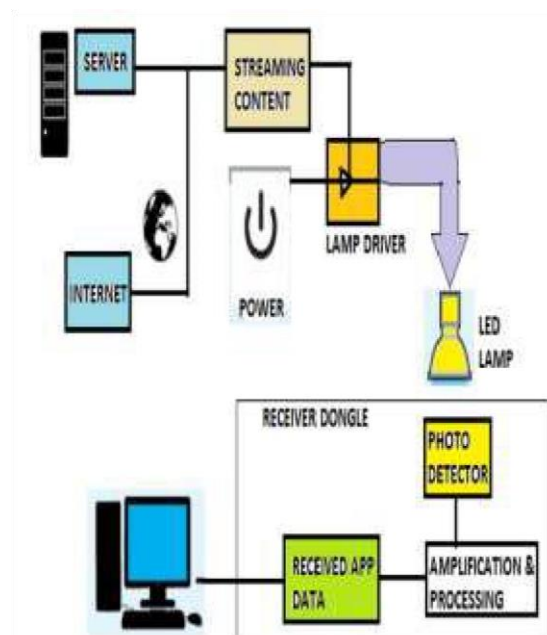 SERVER
STREAMING
CONTENT
LAMP DRIVER
INTERNET
POWER
LED
LAMP
RECEIVER DONGLE
PHOTO
DETECTOR
RECEIVED APP
DATA
AMPLIFICATION &
PROCESSING